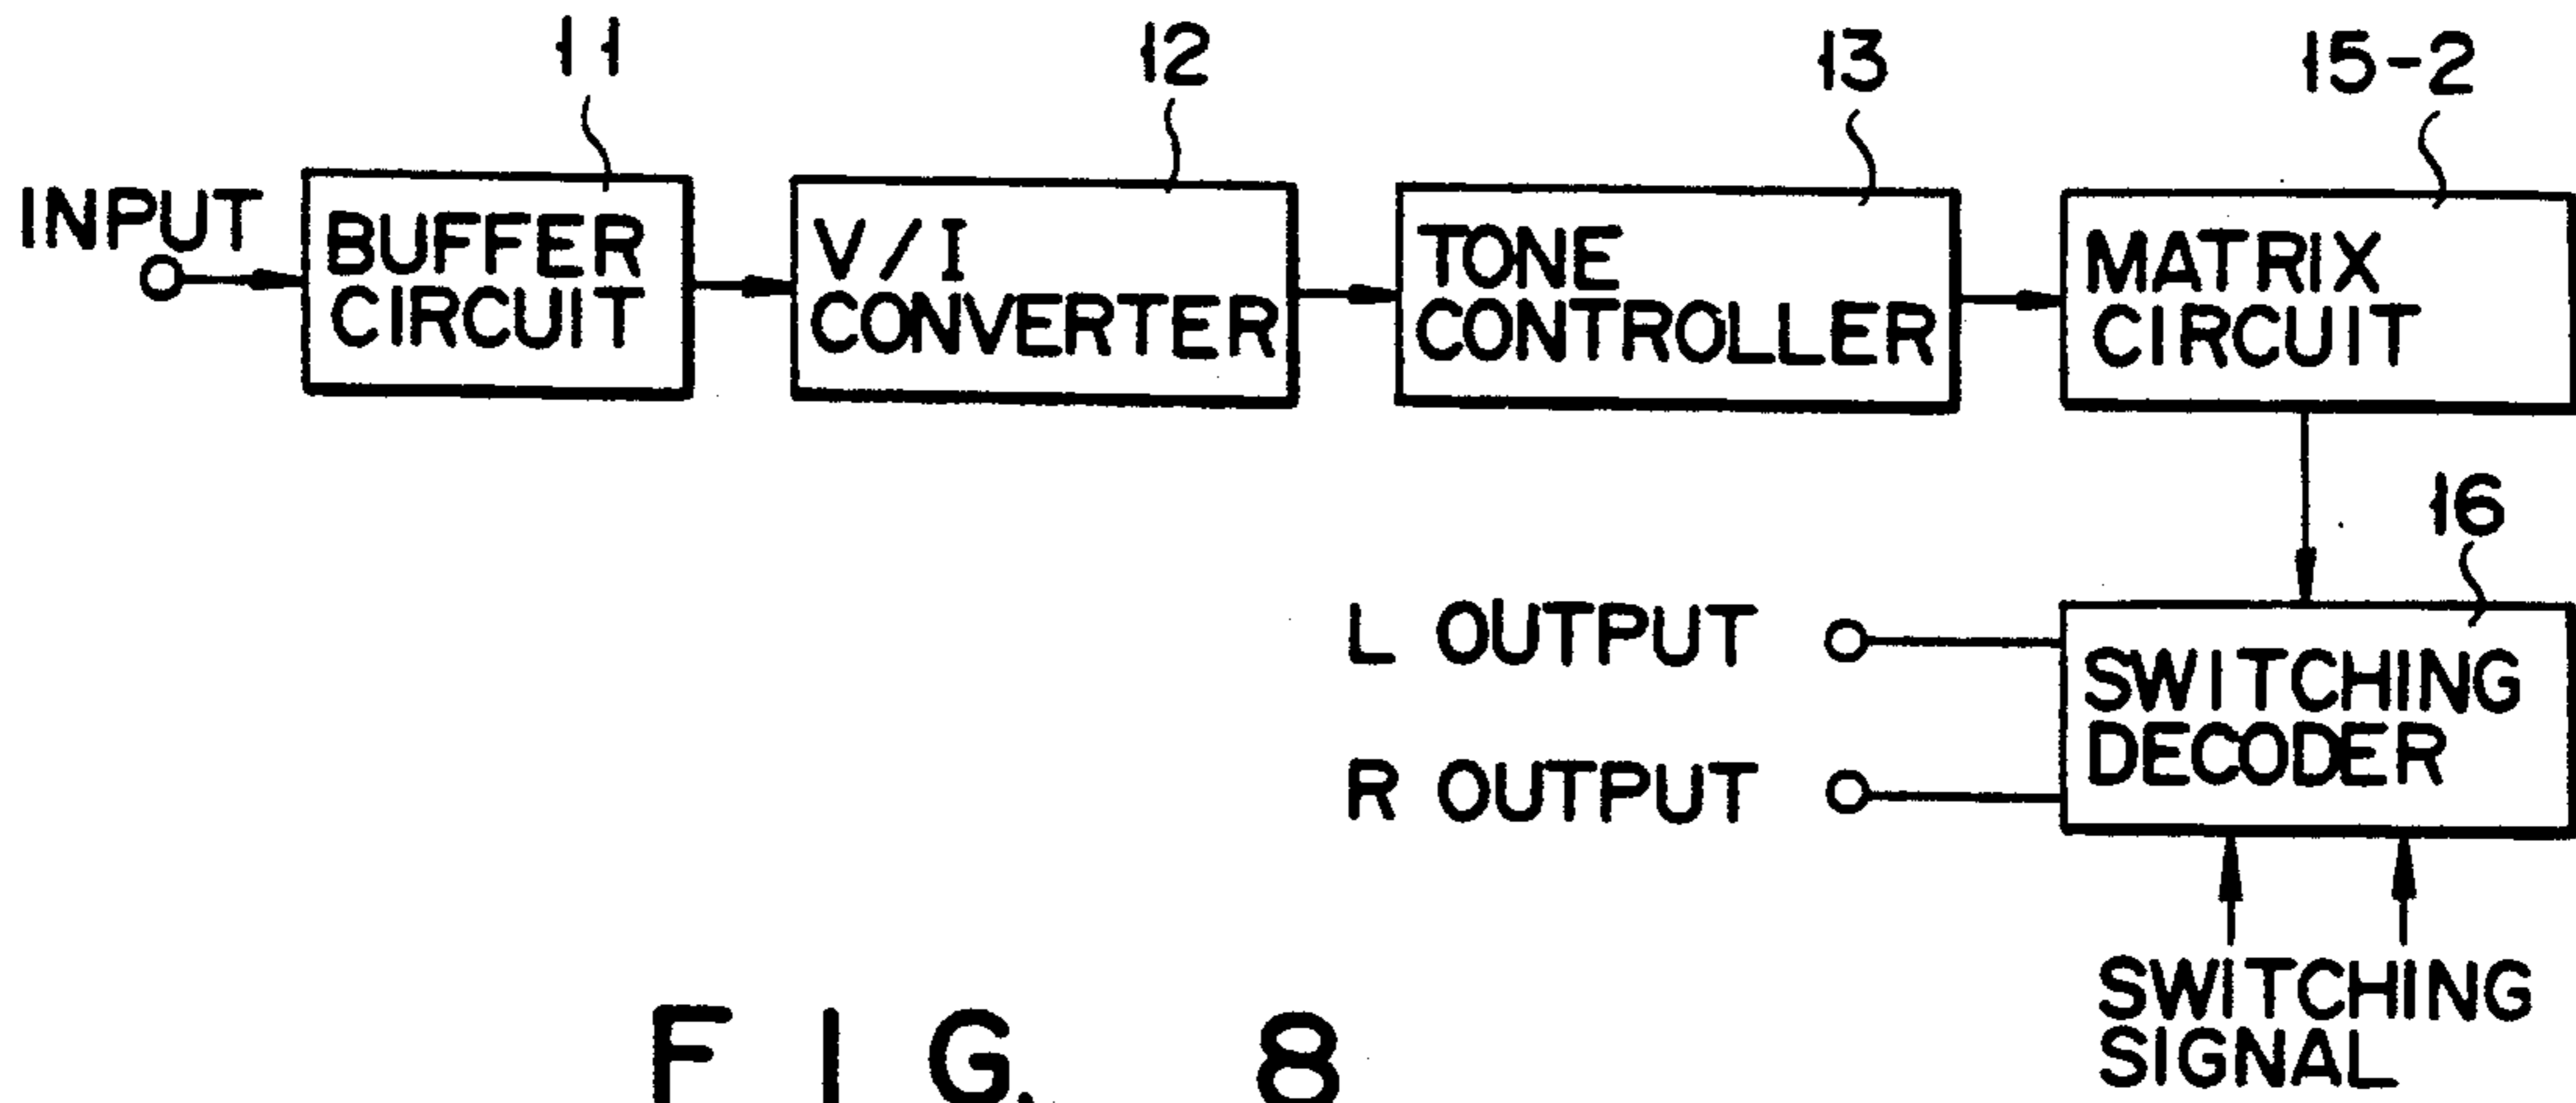 11
12
13
15-2
INPUT
BUFFER
CIRCUIT
V/I
CONVERTER
TONE
CONTROLLER
MATRIX
CIRCUIT
16
L OUTPUT
R OUTPUT
SWITCHING
DECODER
SWITCHING
SIGNAL
FIG. 8